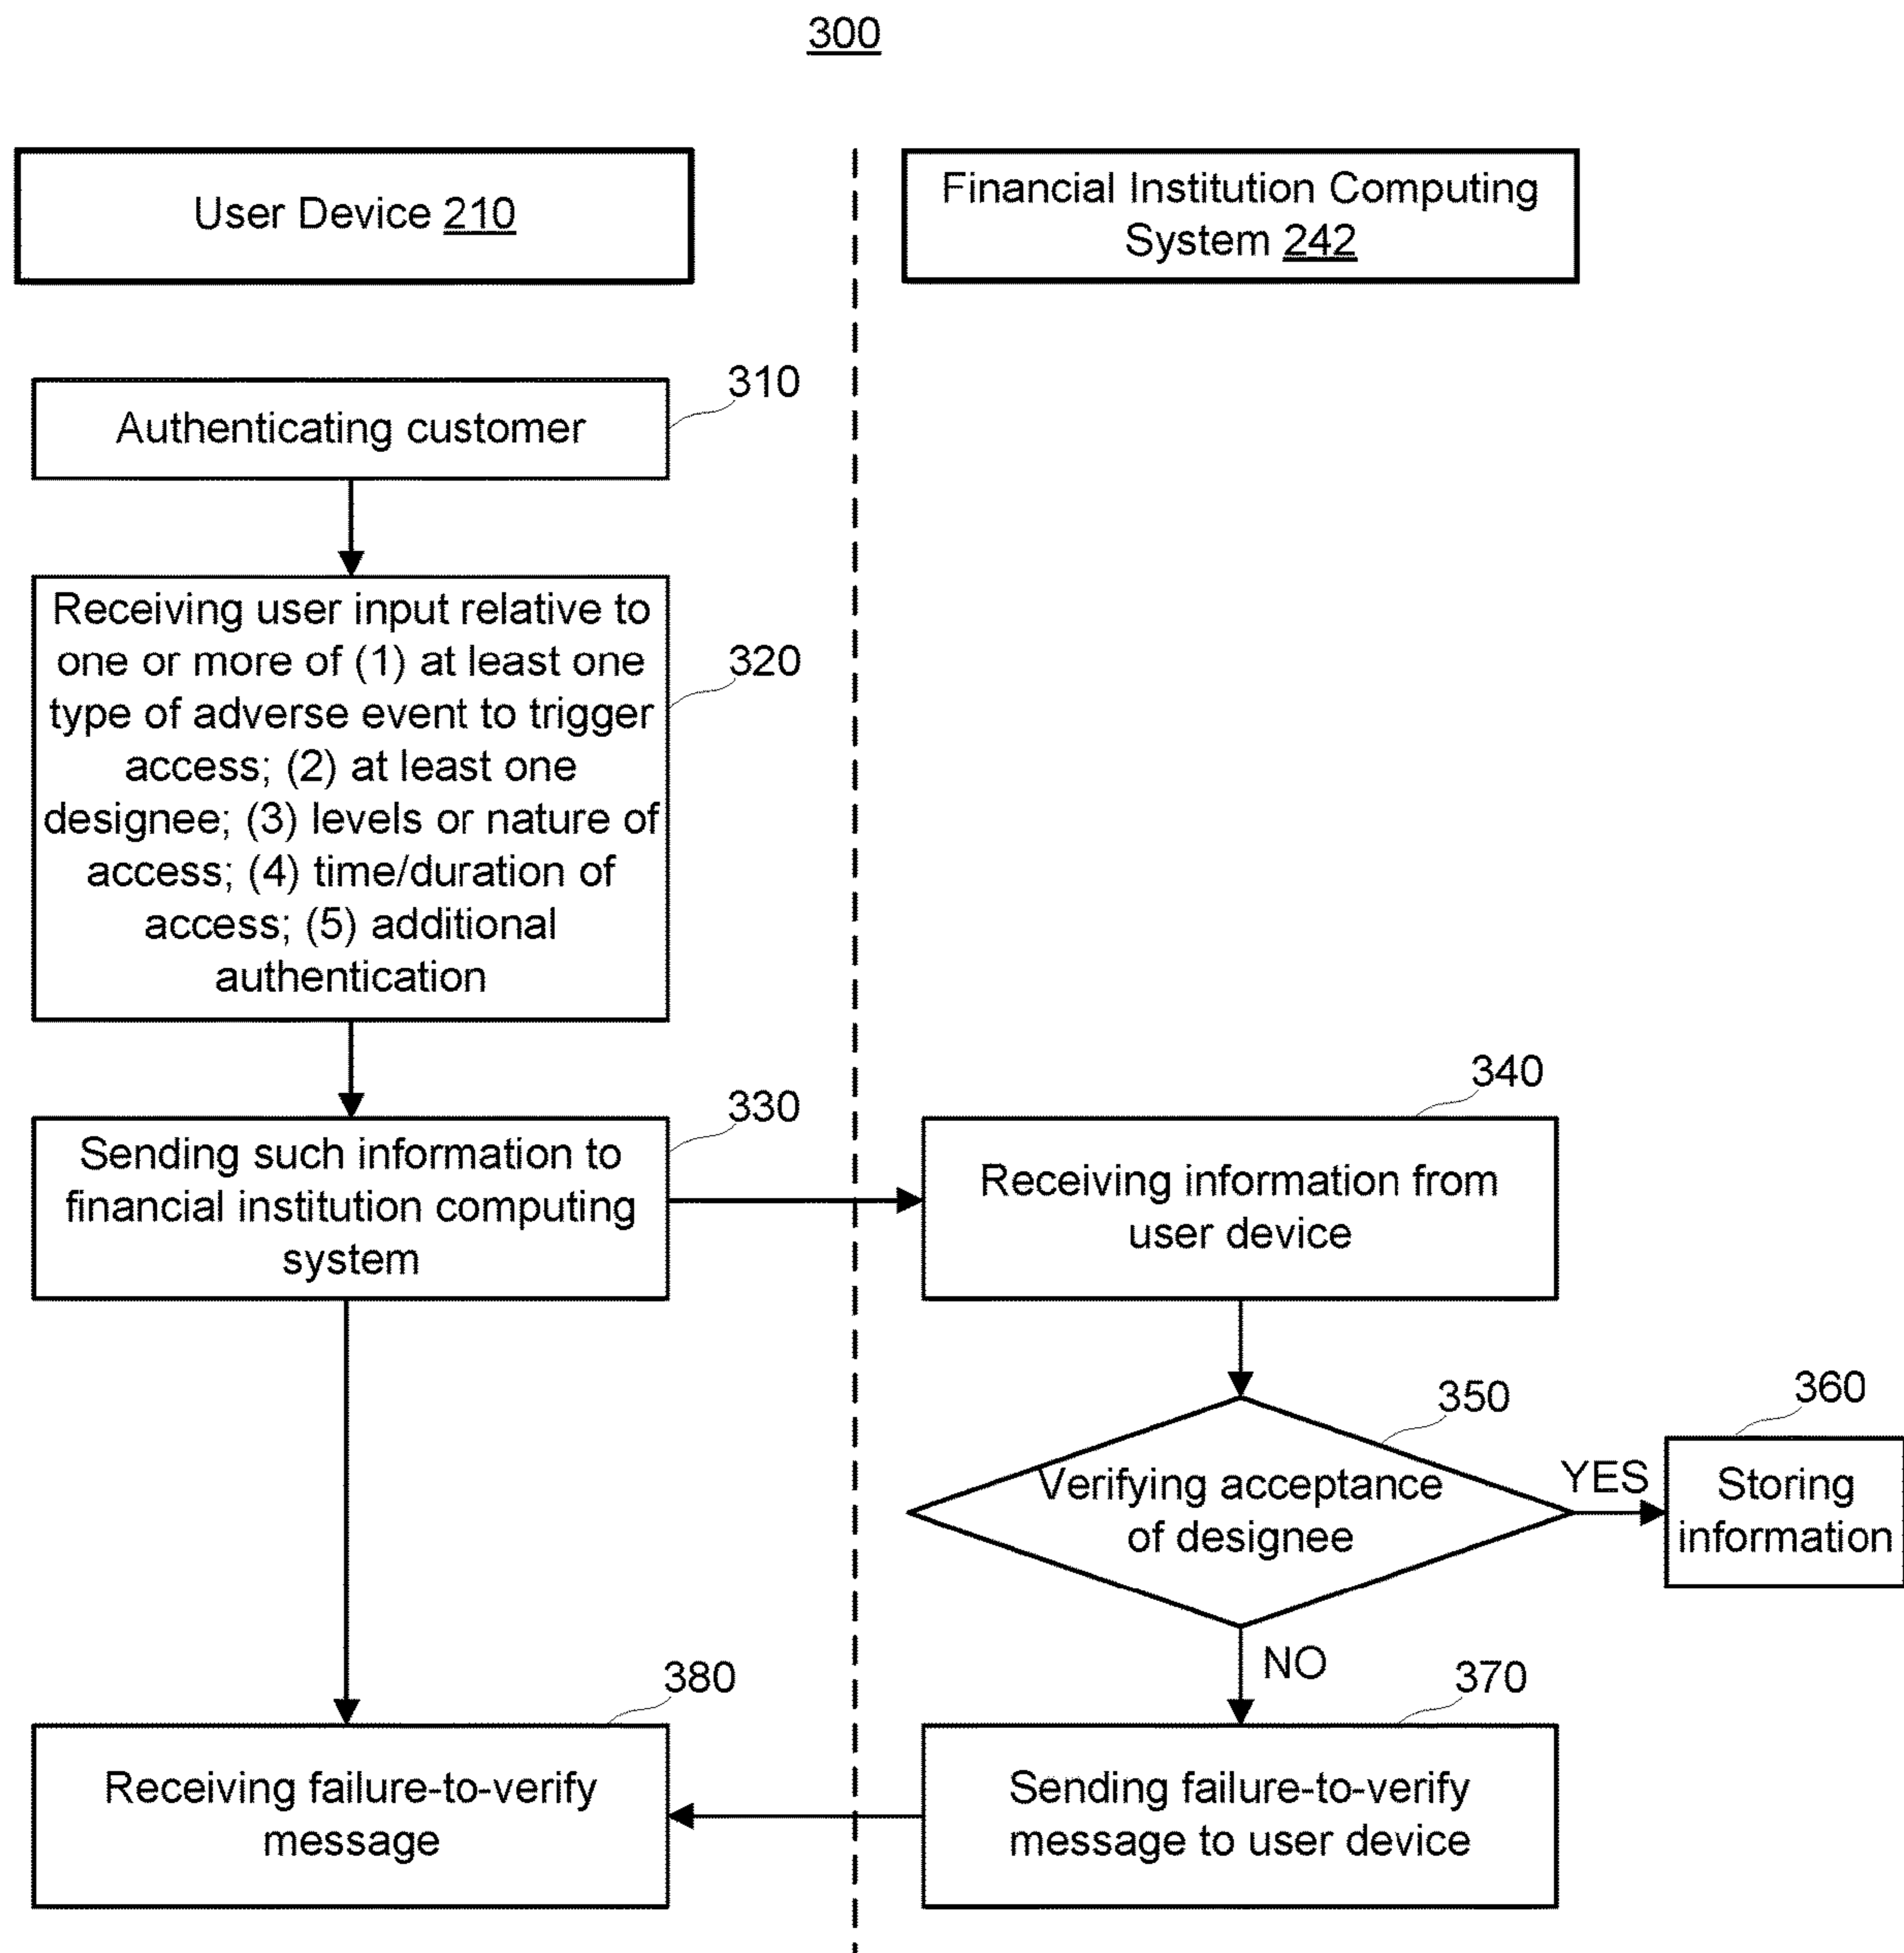 300
User Device 210
Financial Institution Computing
System 242
310
Authenticating customer
320
Receiving user input relative to
one or more of (1) at least one
type of adverse event to trigger
access; (2) at least one
designee; (3) levels or nature of
access; (4) time/duration of
access; (5) additional
authentication
330
Sending such information to
financial institution computing
system
340
Receiving information from
user device
350
Verifying acceptance
of designee
YES
360
Storing
information
NO
370
Sending failure-to-verify
message to user device
380
Receiving failure-to-verify
message